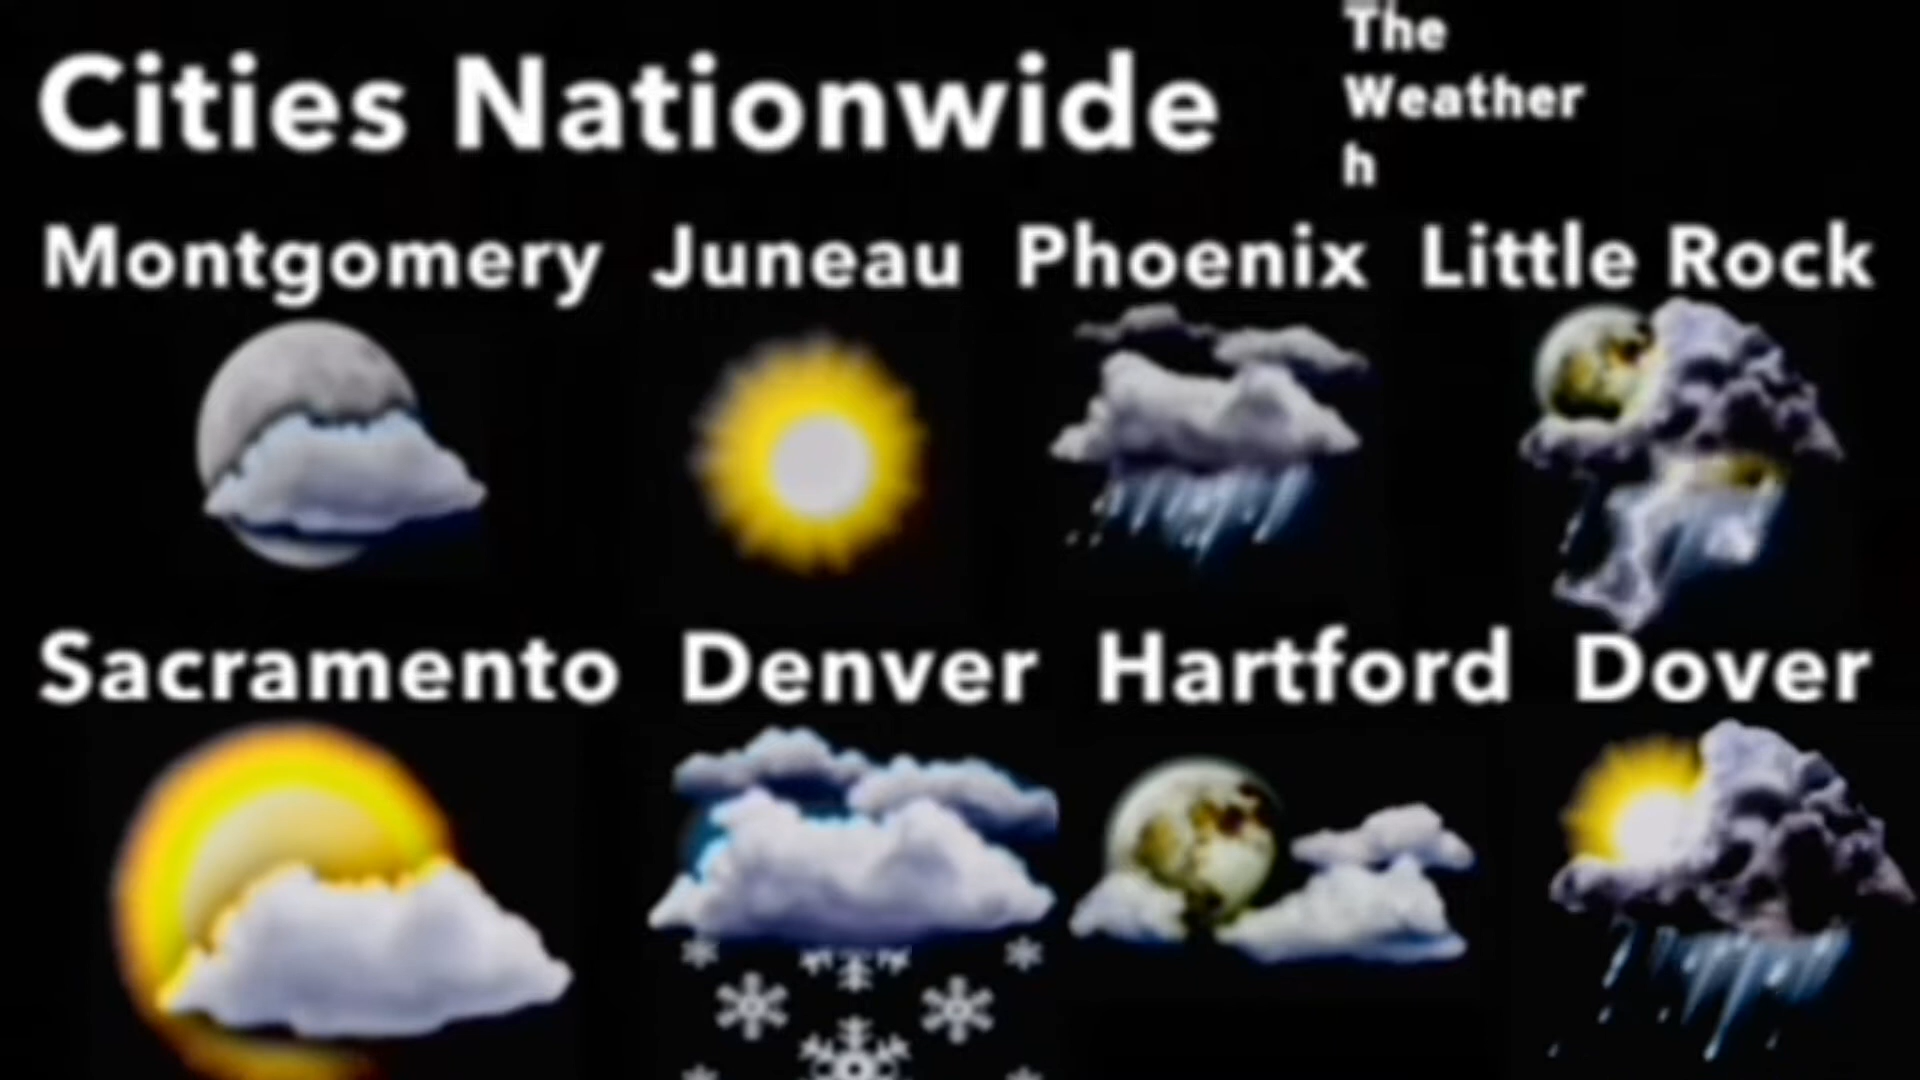 Cities Nationwide
The
Weather
h
Montgomery Juneau Phoenix Little Rock
Sacramento Denver Hartford Dover